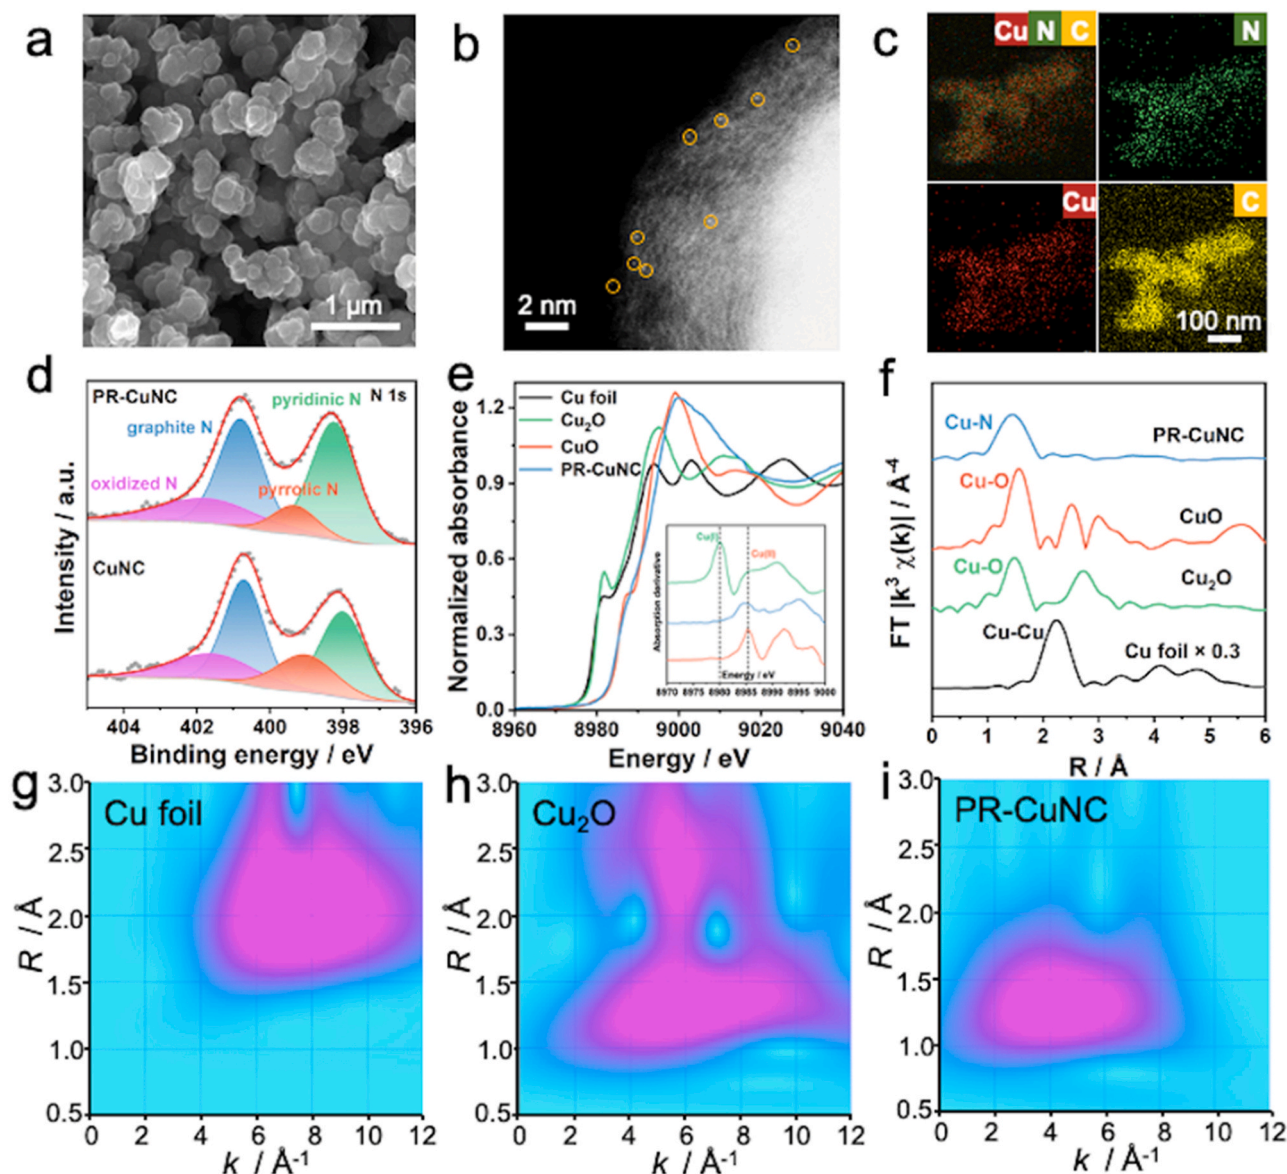 a
1 µm
b
2 nm
c
Cu N C
N
Cu
C
100 nm
d
PR-CuNC
N 1s
pyridinic N
graphite N
oxidized N
pyrrolic N
CuNC
Intensity / a.u.
404 402 400 398 396
Binding energy / eV
e
Cu foil
Cu₂O
CuO
PR-CuNC
Normalized absorbance
1.2
0.9
0.6
0.3
0.0
8960 8980 9000 9020 9040
Energy / eV
Cu(I)
Cu(II)
Absorption derivative
Energy / eV
8970 8975 8980 8985 8990 8995 9000
f
Cu-N
PR-CuNC
Cu-O
CuO
Cu-O
Cu₂O
Cu-Cu
Cu foil × 0.3
FT |k³ χ(k)| / Å⁻⁴
0 1 2 3 4 5 6
R / Å
g
Cu foil
R / Å
3.0
2.5
2.0
1.5
1.0
0.5
0 2 4 6 8 10 12
k / Å⁻¹
h
Cu₂O
R / Å
3.0
2.5
2.0
1.5
1.0
0.5
0 2 4 6 8 10 12
k / Å⁻¹
i
PR-CuNC
R / Å
3.0
2.5
2.0
1.5
1.0
0.5
0 2 4 6 8 10 12
k / Å⁻¹